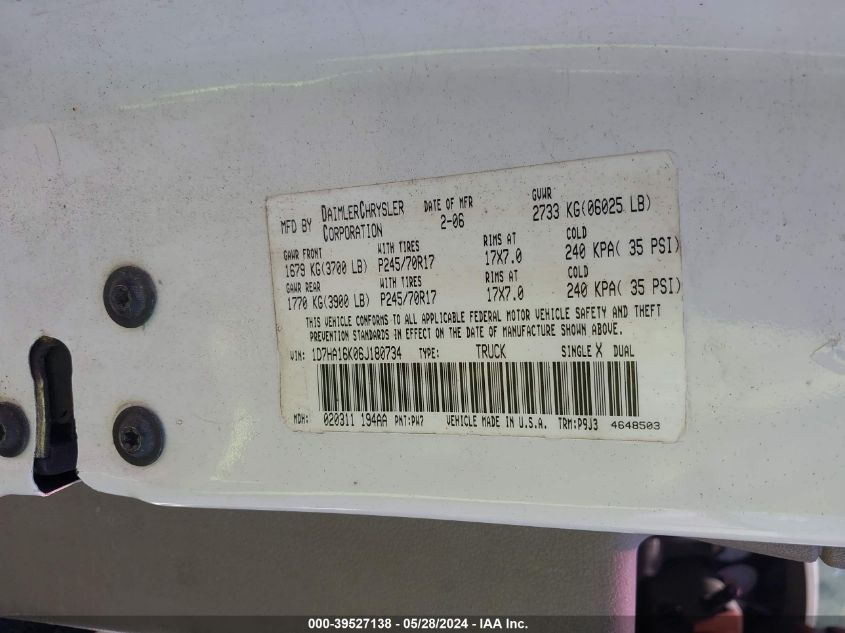 MFD BY DAIMLERCHRYSLER CORPORATION DATE OF MFR 2-06 GVWR 2733 KG(06025 LB)
GAWR FRONT WITH TIRES RIMS AT COLD
1679 KG(3700 LB) P245/70R17 17X7.0 240 KPA( 35 PSI)
GAWR REAR WITH TIRES RIMS AT COLD
1770 KG(3900 LB) P245/70R17 17X7.0 240 KPA( 35 PSI)
THIS VEHICLE CONFORMS TO ALL APPLICABLE FEDERAL MOTOR VEHICLE SAFETY AND THEFT
PREVENTION STANDARDS IN EFFECT ON THE DATE OF MANUFACTURE SHOWN ABOVE.
VIN: 1D7HA16K06J180734 TYPE: TRUCK SINGLE X DUAL
MDH: 020311 194AA PNT:PW7 VEHICLE MADE IN U.S.A. TRM:P9J3 4648503
000-39527138 - 05/28/2024 - IAA Inc.